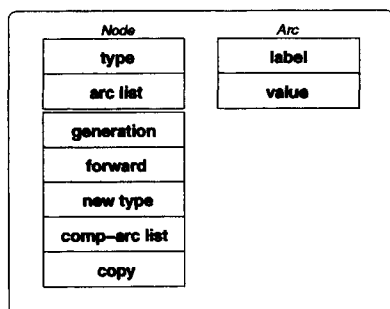 Node
type
arc list
generation
forward
new type
comp-arc list
copy
Arc
label
value